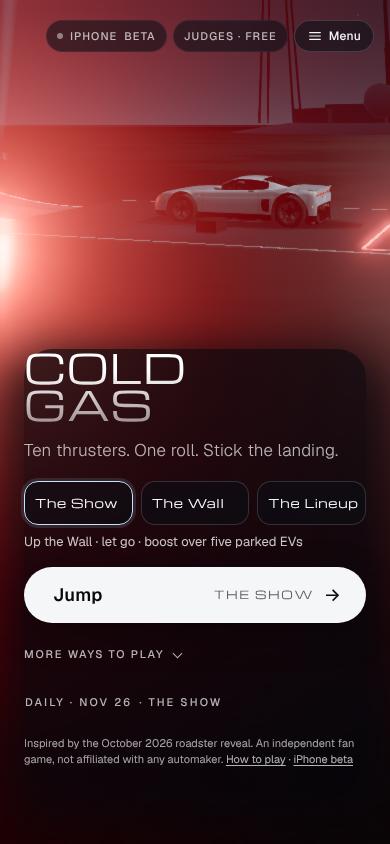 IPHONE BETA
JUDGES · FREE
Menu
COLD
GAS
Ten thrusters. One roll. Stick the landing.
The Show
The Wall
The Lineup
Up the Wall · let go · boost over five parked EVs
Jump
THE SHOW
MORE WAYS TO PLAY
DAILY · NOV 26 · THE SHOW
Inspired by the October 2026 roadster reveal. An independent fan
game, not affiliated with any automaker. How to play · iPhone beta